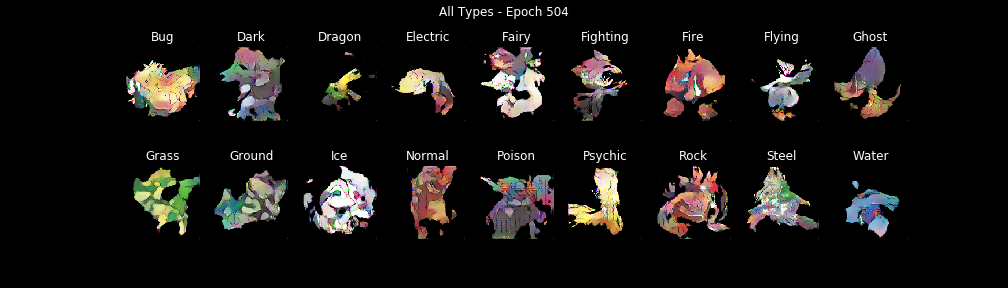 All Types - Epoch 504
Bug Dark Dragon Electric Fairy Fighting Fire Flying Ghost
Grass Ground Ice Normal Poison Psychic Rock Steel Water